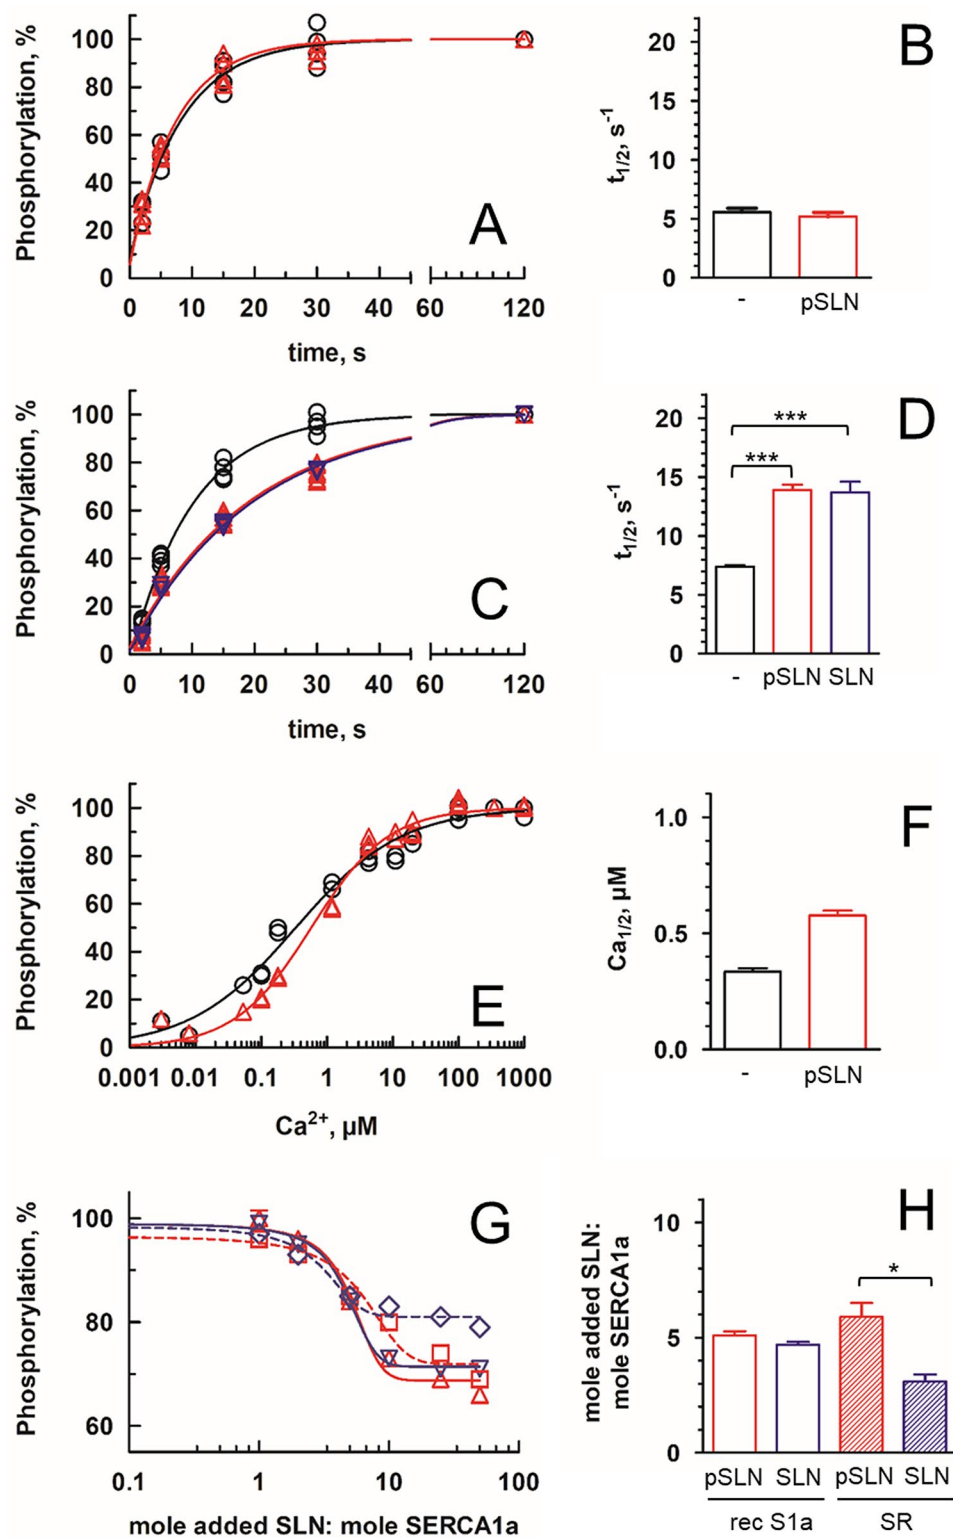 Phosphorylation, %
100
80
60
40
20
0
0 10 20 30 40 60 120
time, s
A
t1/2, s-1
20
15
10
5
0
- pSLN
B
Phosphorylation, %
100
80
60
40
20
0
0 10 20 30 40 60 120
time, s
C
t1/2, s-1
20
15
10
5
0
*** 
***
- pSLN SLN
D
Phosphorylation, %
100
80
60
40
20
0
0.001 0.01 0.1 1 10 100 1000
Ca2+, µM
E
Ca1/2, µM
1.0
0.5
0.0
- pSLN
F
Phosphorylation, %
100
80
60
0.1 1 10 100
mole added SLN: mole SERCA1a
G
mole added SLN:
mole SERCA1a
10
5
0
*
pSLN SLN pSLN SLN
rec S1a SR
H